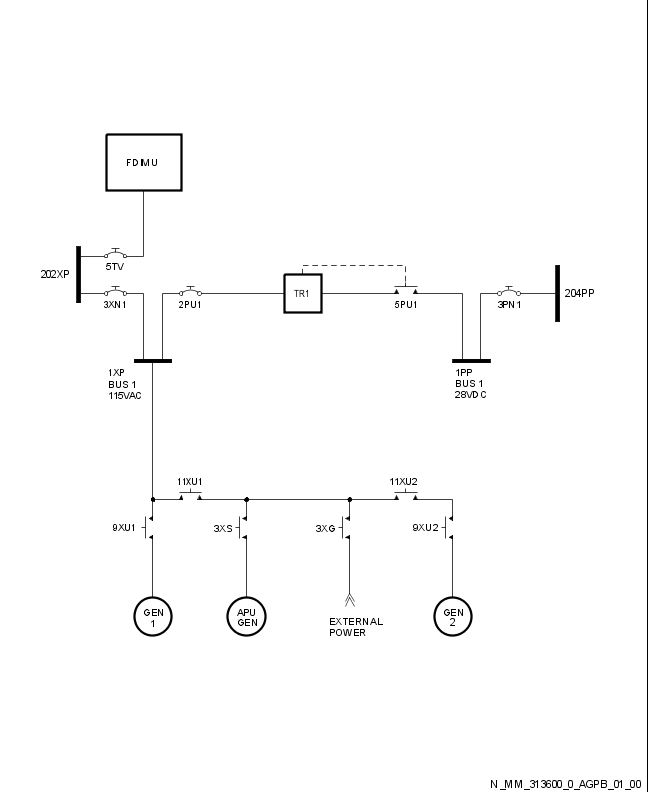 FDIMU
5TV
202XP
3XN1
2PU1
TR1
5PU1
3PN1
204PP
1XP
BUS 1
115VAC
1PP
BUS 1
28VDC
11XU1
11XU2
9XU1
3XS
3XG
9XU2
GEN
1
APU
GEN
EXTERNAL
POWER
GEN
2
N_MM_313600_0_AGPB_01_00